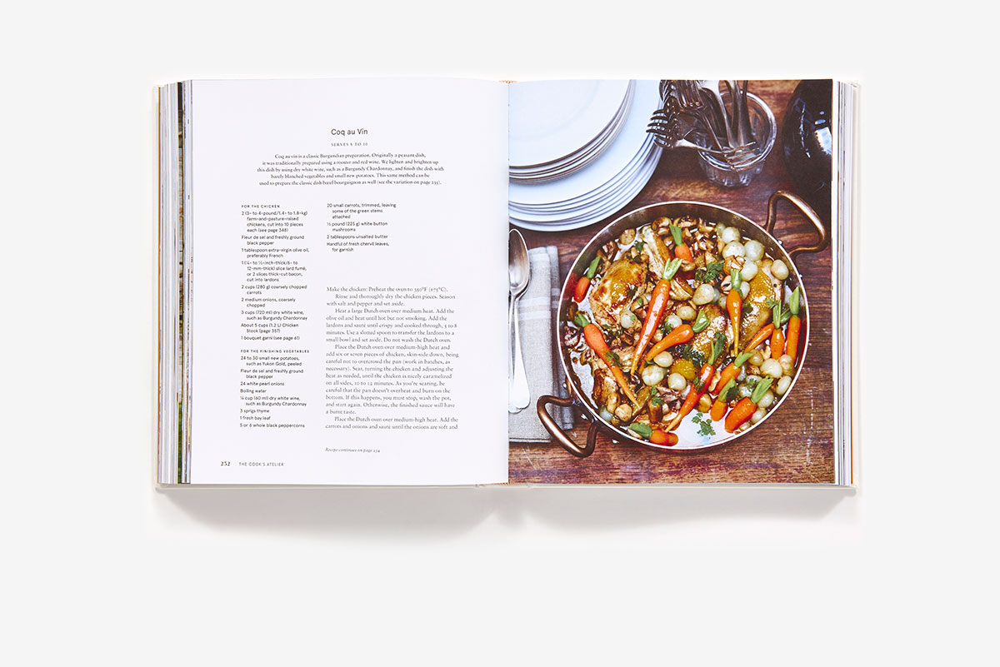 Coq au Vin
SERVES 8 TO 10
Coq au vin is a classic Burgundian preparation. Originally a peasant dish,
it was traditionally prepared using a rooster and red wine. We lighten and brighten up
this dish by using dry white wine, such as a Burgundy Chardonnay, and finish the dish with
barely blanched vegetables and small new potatoes. This same method can be
used to prepare the classic dish bœuf bourguignon as well (see the variation on page 235).
FOR THE CHICKEN
2 (3- to 4-pound/1.4- to 1.8-kg)
farm-and-pasture-raised
chickens, cut into 10 pieces
each (see page 368)
Fleur de sel and freshly ground
black pepper
1 tablespoon extra-virgin olive oil,
preferably French
1 (¼- to ½-inch-thick/6- to
12-mm-thick) slice lard fumé,
or 2 slices thick-cut bacon,
cut into lardons
2 cups (280 g) coarsely chopped
carrots
2 medium onions, coarsely
chopped
3 cups (720 ml) dry white wine,
such as Burgundy Chardonnay
About 5 cups (1.2 L) Chicken
Stock (page 357)
1 bouquet garni (see page 61)
FOR THE FINISHING VEGETABLES
24 to 30 small new potatoes,
such as Yukon Gold, peeled
Fleur de sel and freshly ground
black pepper
24 white pearl onions
Boiling water
¼ cup (60 ml) dry white wine,
such as Burgundy Chardonnay
3 sprigs thyme
1 fresh bay leaf
5 or 6 whole black peppercorns
20 small carrots, trimmed, leaving
some of the green stems
attached
½ pound (225 g) white button
mushrooms
2 tablespoons unsalted butter
Handful of fresh chervil leaves,
for garnish
Make the chicken: Preheat the oven to 350°F (175°C).
Rinse and thoroughly dry the chicken pieces. Season
with salt and pepper and set aside.
Heat a large Dutch oven over medium heat. Add the
olive oil and heat until hot but not smoking. Add the
lardons and sauté until crispy and cooked through, 5 to 8
minutes. Use a slotted spoon to transfer the lardons to a
small bowl and set aside. Do not wash the Dutch oven.
Place the Dutch oven over medium-high heat and
add six or seven pieces of chicken, skin-side down, being
careful not to overcrowd the pan (work in batches, as
necessary). Sear, turning the chicken and adjusting the
heat as needed, until the chicken is nicely caramelized
on all sides, 10 to 12 minutes. As you're searing, be
careful that the pan doesn't overheat and burn on the
bottom. If this happens, you must stop, wash the pot,
and start again. Otherwise, the finished sauce will have
a burnt taste.
Place the Dutch oven over medium-high heat. Add the
carrots and onions and sauté until the onions are soft and
Recipe continues on page 234
232 THE COOK'S ATELIER